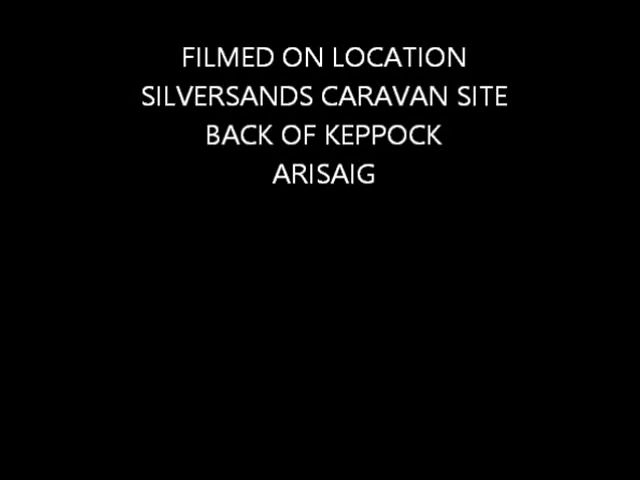 FILMED ON LOCATION
SILVERSANDS CARAVAN SITE
BACK OF KEPPOCK
ARISAIG